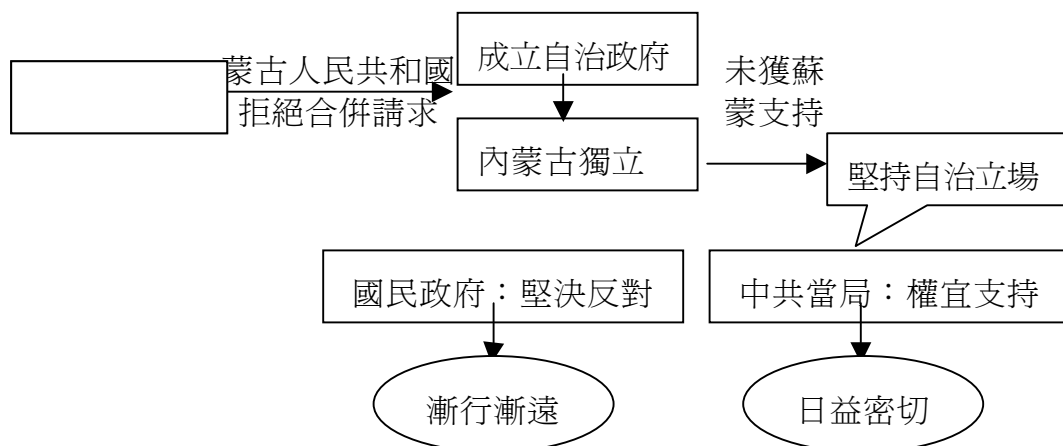 蒙古人民共和國
拒絕合併請求
成立自治政府
內蒙古獨立
未獲蘇
蒙支持
堅持自治立場
國民政府：堅決反對
中共當局：權宜支持
漸行漸遠
日益密切